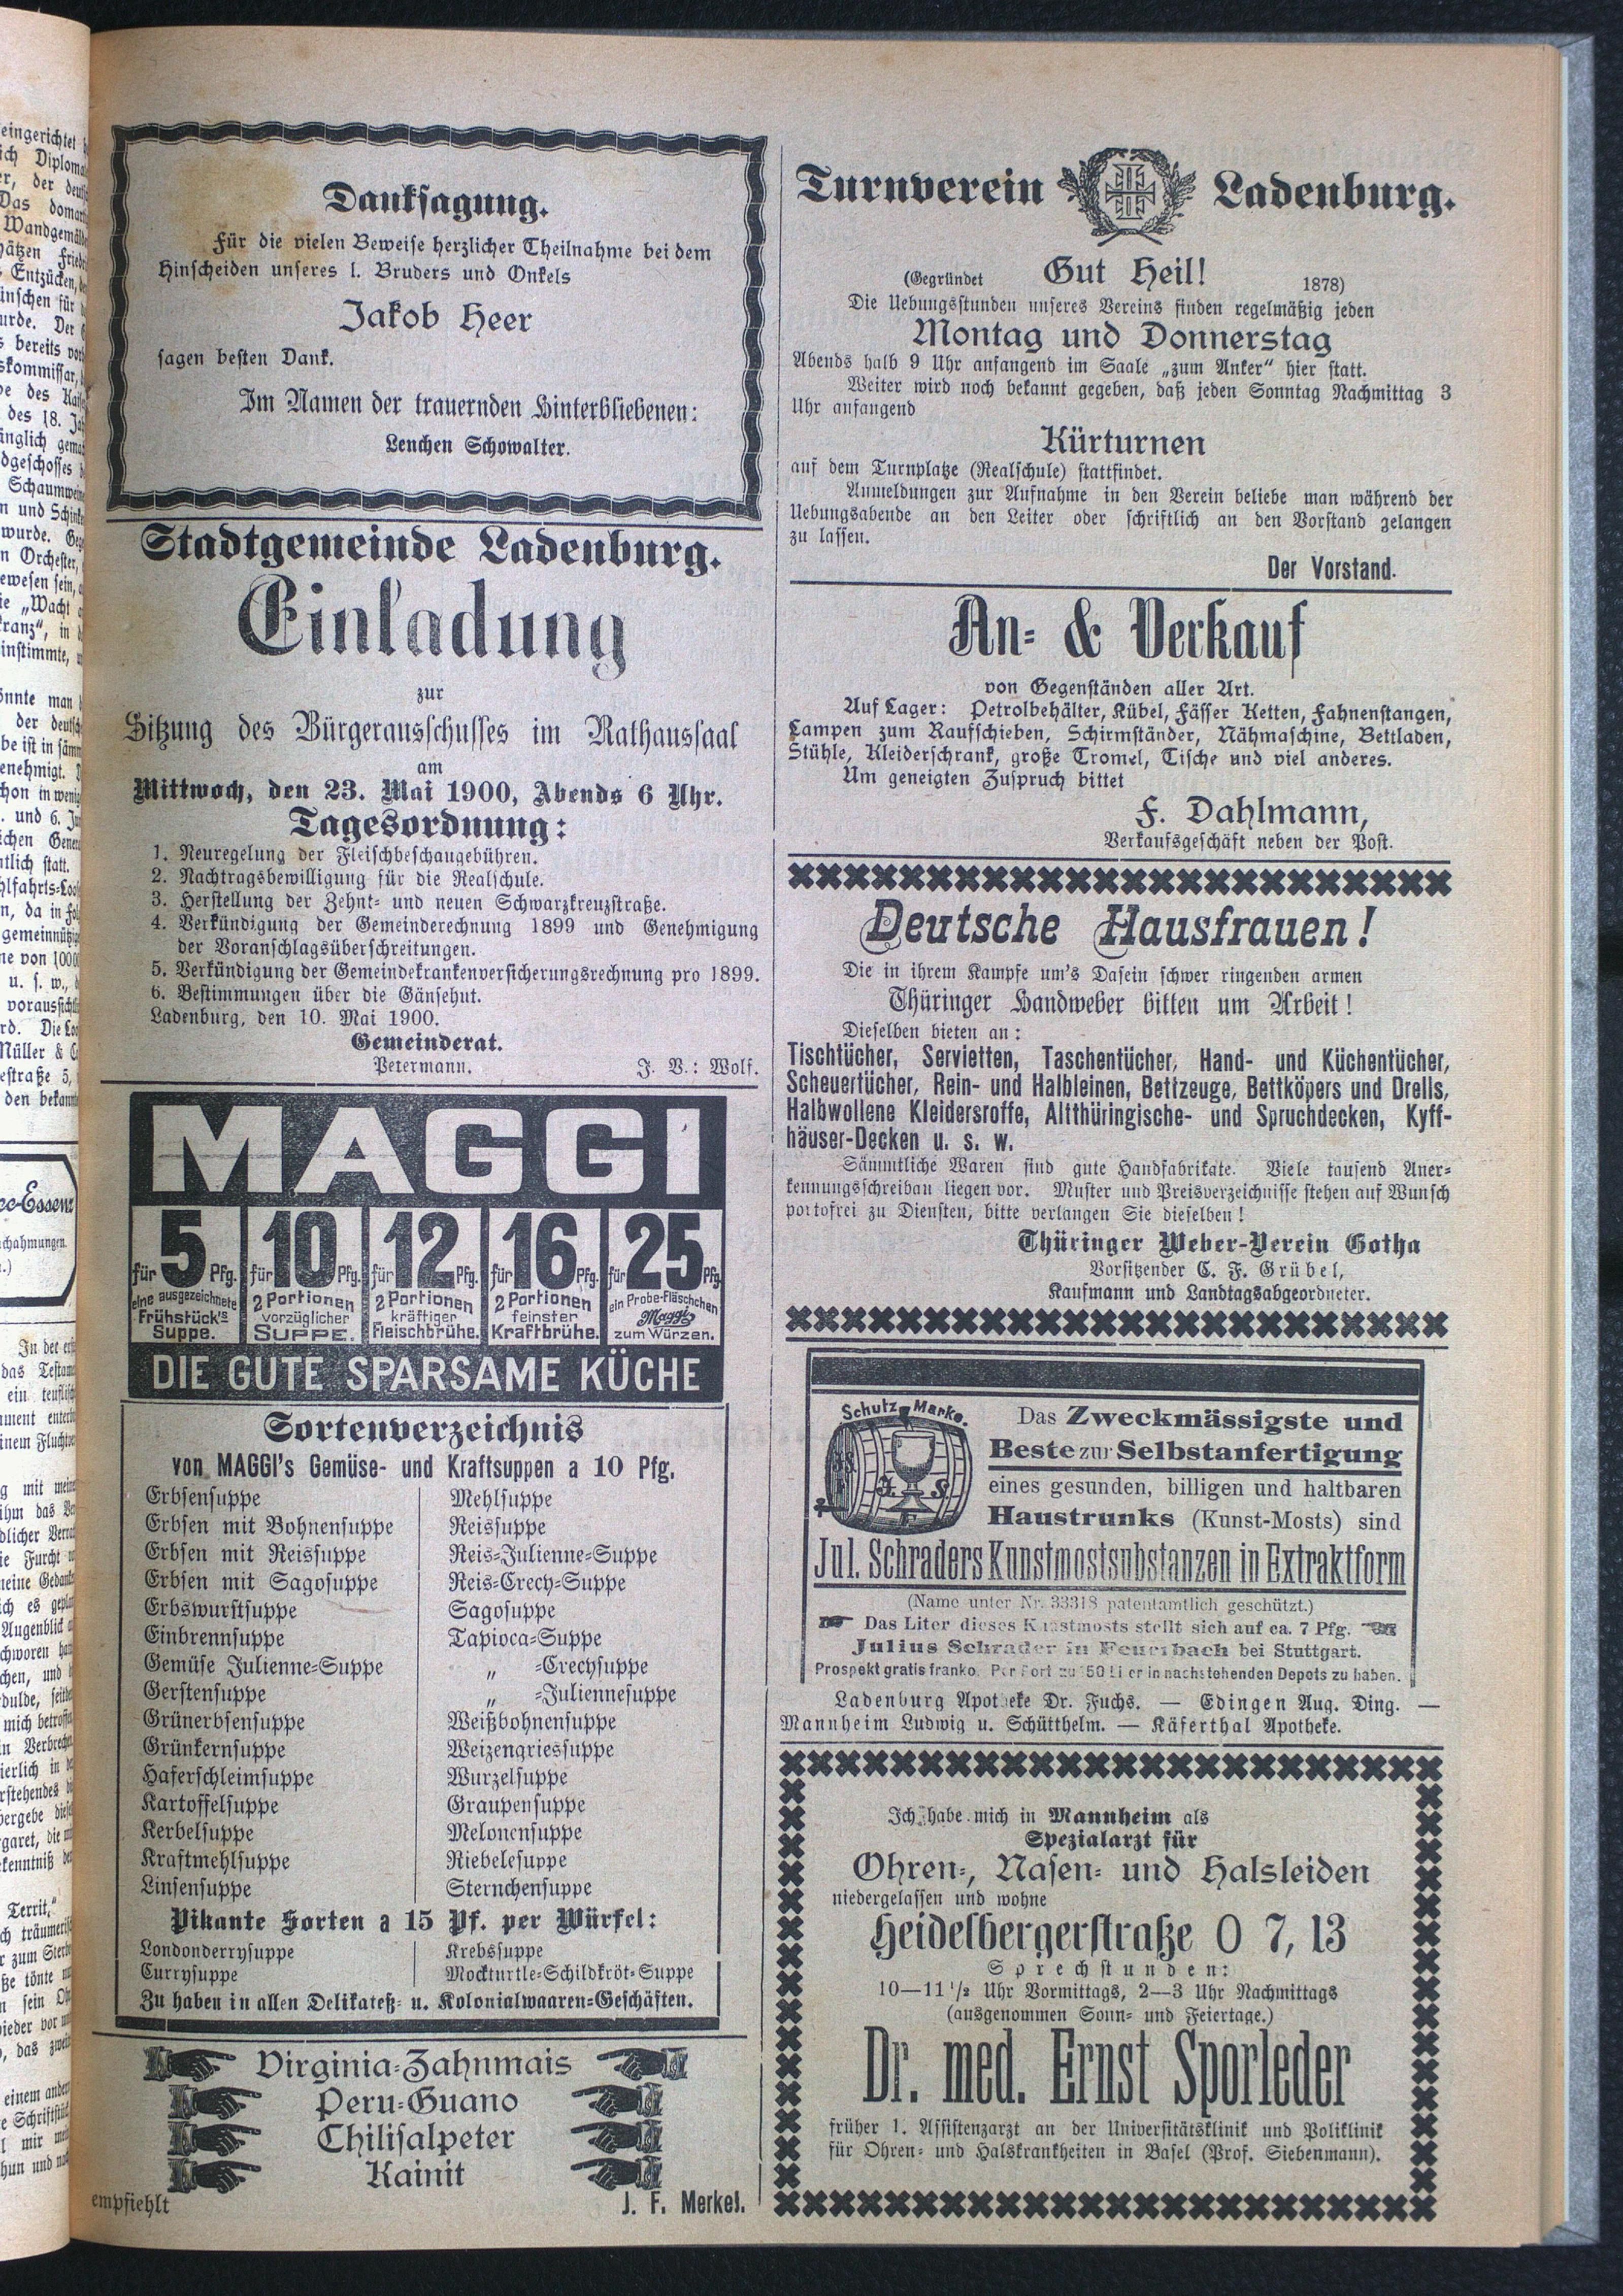 Danksagung.
Für die vielen Beweise herzlicher Theilnahme bei dem
Hinscheiden unseres l. Bruders und Onkels
Jakob Heer
sagen besten Dank.
Im Namen der trauernden Hinterbliebenen:
Lenchen Schowalter.
Stadtgemeinde Ladenburg.
Einladung
zur
Sitzung des Bürgerausschusses im Rathaussaal
am
Mittwoch, den 23. Mai 1900, Abends 6 Uhr.
Tagesordnung:
1. Neuregelung der Fleischbeschaugebühren.
2. Nachtragsbewilligung für die Realschule.
3. Herstellung der Zehnt- und neuen Schwarzkreuzstraße.
4. Verkündigung der Gemeinderechnung 1899 und Genehmigung
der Voranschlagsüberschreitungen.
5. Verkündigung der Gemeindekrankenversicherungsrechnung pro 1899.
6. Bestimmungen über die Gänsehut.
Ladenburg, den 10. Mai 1900.
Gemeinderat.
Petermann. J. V.: Wolf.
MAGGI
für 5 Pfg. für 10 Pfg. für 12 Pfg. für 16 Pfg. für 25 Pfg.
eine ausgezeichnete Frühstück's Suppe.
2 Portionen vorzüglicher SUPPE.
2 Portionen kräftiger Fleischbrühe.
2 Portionen feinster Kraftbrühe.
ein Probe-Fläschchen Maggi zum Würzen.
DIE GUTE SPARSAME KÜCHE
Sortenverzeichnis
von MAGGI's Gemüse- und Kraftsuppen a 10 Pfg.
Erbsensuppe Mehlsuppe
Erbsen mit Bohnensuppe Reissuppe
Erbsen mit Reissuppe Reis-Julienne-Suppe
Erbsen mit Sagosuppe Reis-Crecy-Suppe
Erbswurstsuppe Sagosuppe
Einbrennsuppe Tapioca-Suppe
Gemüse Julienne-Suppe „ -Crecysuppe
Gerstensuppe „ -Juliennesuppe
Grünerbsensuppe Weißbohnensuppe
Grünkernsuppe Weizengriessuppe
Haferschleimsuppe Wurzelsuppe
Kartoffelsuppe Graupensuppe
Kerbelsuppe Melonensuppe
Kraftmehlsuppe Riebelesuppe
Linsensuppe Sternchensuppe
Pikante Sorten a 15 Pf. per Würfel:
Londonderrysuppe Krebssuppe
Currysuppe Mockturtle-Schildkröt-Suppe
Zu haben in allen Delikateß- u. Kolonialwaaren-Geschäften.
Virginia-Zahnmais
Peru-Guano
Chilisalpeter
Kainit
empfiehlt J. F. Merkel.
Turnverein Ladenburg.
(Gegründet Gut Heil! 1878)
Die Uebungsstunden unseres Vereins finden regelmäßig jeden
Montag und Donnerstag
Abends halb 9 Uhr anfangend im Saale „zum Anker“ hier statt.
Weiter wird noch bekannt gegeben, daß jeden Sonntag Nachmittag 3
Uhr anfangend
Kürturnen
auf dem Turnplatze (Realschule) stattfindet.
Anmeldungen zur Aufnahme in den Verein beliebe man während der
Uebungsabende an den Leiter oder schriftlich an den Vorstand gelangen
zu lassen.
Der Vorstand.
An- & Verkauf
von Gegenständen aller Art.
Auf Lager: Petrolbehälter, Kübel, Fässer Ketten, Fahnenstangen,
Lampen zum Raufschieben, Schirmständer, Nähmaschine, Bettladen,
Stühle, Kleiderschrank, große Tromel, Tische und viel anderes.
Um geneigten Zuspruch bittet
F. Dahlmann,
Verkaufsgeschäft neben der Post.
Deutsche Hausfrauen!
Die in ihrem Kampfe um's Dasein schwer ringenden armen
Thüringer Handweber bitten um Arbeit!
Dieselben bieten an:
Tischtücher, Servietten, Taschentücher, Hand- und Küchentücher,
Scheuertücher, Rein- und Halbleinen, Bettzeuge, Bettköpers und Drells,
Halbwollene Kleidersroffe, Altthüringische- und Spruchdecken, Kyff-
häuser-Decken u. s. w.
Sämmtliche Waren sind gute Handfabrikate. Viele tausend Aner-
kennungsschreiban liegen vor. Muster und Preisverzeichnisse stehen auf Wunsch
portofrei zu Diensten, bitte verlangen Sie dieselben!
Thüringer Weber-Verein Gotha
Vorsitzender C. F. Grübel,
Kaufmann und Landtagsabgeordneter.
Schutz Marke.
Das Zweckmässigste und
Beste zur Selbstanfertigung
eines gesunden, billigen und haltbaren
Haustrunks (Kunst-Mosts) sind
Jul. Schraders Kunstmostsubstanzen in Extraktform
(Name unter Nr. 33318 patentamtlich geschützt.)
Das Liter dieses Kunstmosts stellt sich auf ca. 7 Pfg.
Julius Schrader in Feuerbach bei Stuttgart.
Prospekt gratis franko. Per Port. zu 150 Liter in nachstehenden Depots zu haben.
Ladenburg Apotheke Dr. Fuchs. — Edingen Aug. Ding. —
Mannheim Ludwig u. Schütthelm. — Käferthal Apotheke.
Ich habe mich in Mannheim als
Spezialarzt für
Ohren-, Nasen- und Halsleiden
niedergelassen und wohne
Heidelbergerstraße O 7, 13
Sprechstunden:
10—11 1/2 Uhr Vormittags, 2—3 Uhr Nachmittags
(ausgenommen Sonn- und Feiertage.)
Dr. med. Ernst Sporleder
früher 1. Assistenzarzt an der Universitätsklinik und Poliklinik
für Ohren- und Halskrankheiten in Basel (Prof. Siebenmann).